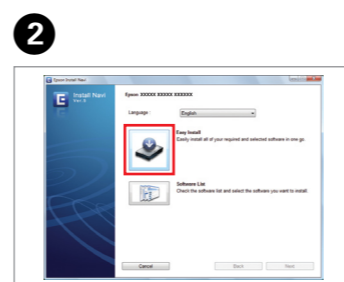 2
Epson Install Navi
Install Navi
Ver. X
Epson XXXXX XXXXX XXXXXX
Language :
English
Easy Install
Easily install all of your required and selected software in one go.
Software List
Check the software list and select the software you want to install.
Cancel
Back
Next